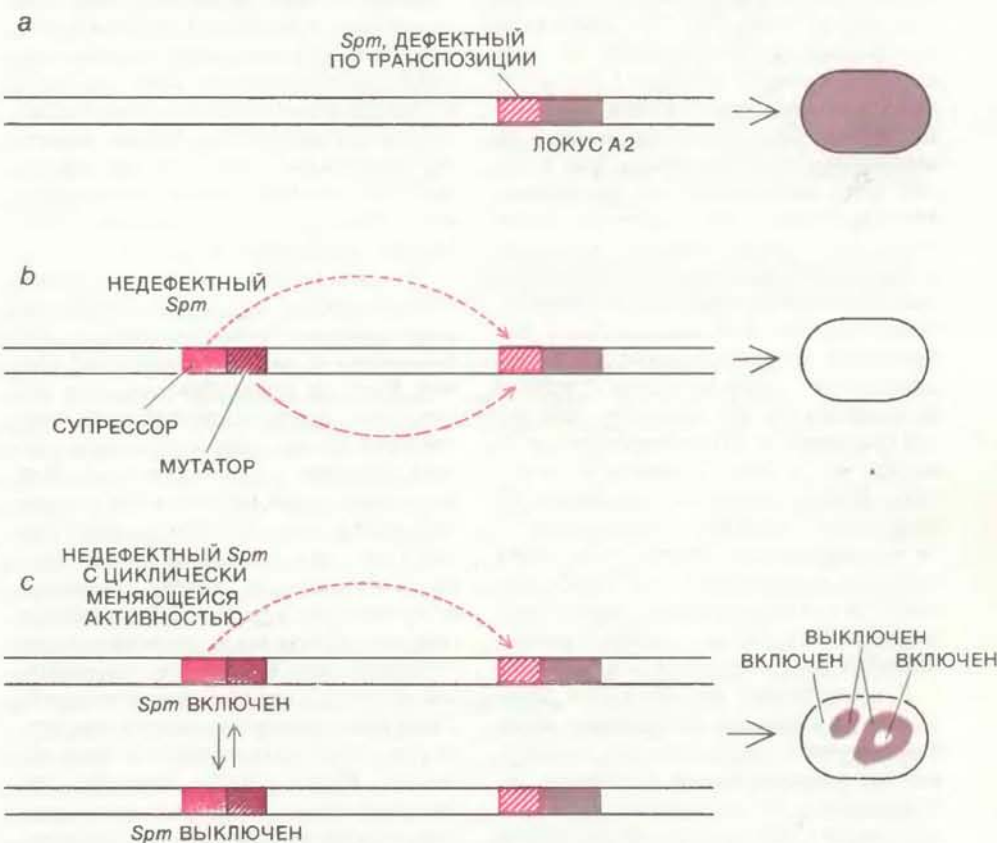 a
Spm, ДЕФЕКТНЫЙ
ПО ТРАНСПОЗИЦИИ
ЛОКУС A2
b
НЕДЕФЕКТНЫЙ
Spm
СУПРЕССОР
МУТАТОР
c
НЕДЕФЕКТНЫЙ Spm
С ЦИКЛИЧЕСКИ
МЕНЯЮЩЕЙСЯ
АКТИВНОСТЬЮ
Spm ВКЛЮЧЕН
Spm ВЫКЛЮЧЕН
ВЫКЛЮЧЕН
ВКЛЮЧЕН ВКЛЮЧЕН